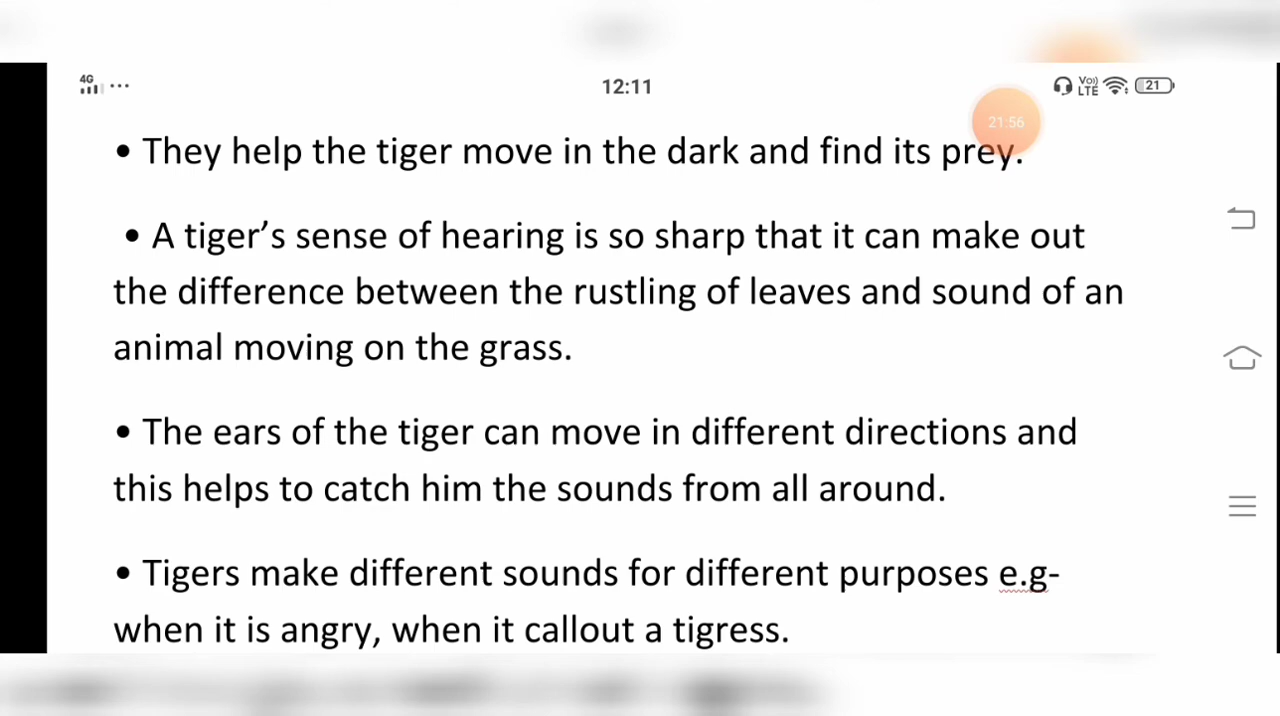 4G ... 12:11 Vo) LTE 21
21:56
• They help the tiger move in the dark and find its prey.
• A tiger’s sense of hearing is so sharp that it can make out
the difference between the rustling of leaves and sound of an
animal moving on the grass.
• The ears of the tiger can move in different directions and
this helps to catch him the sounds from all around.
• Tigers make different sounds for different purposes e.g-
when it is angry, when it callout a tigress.